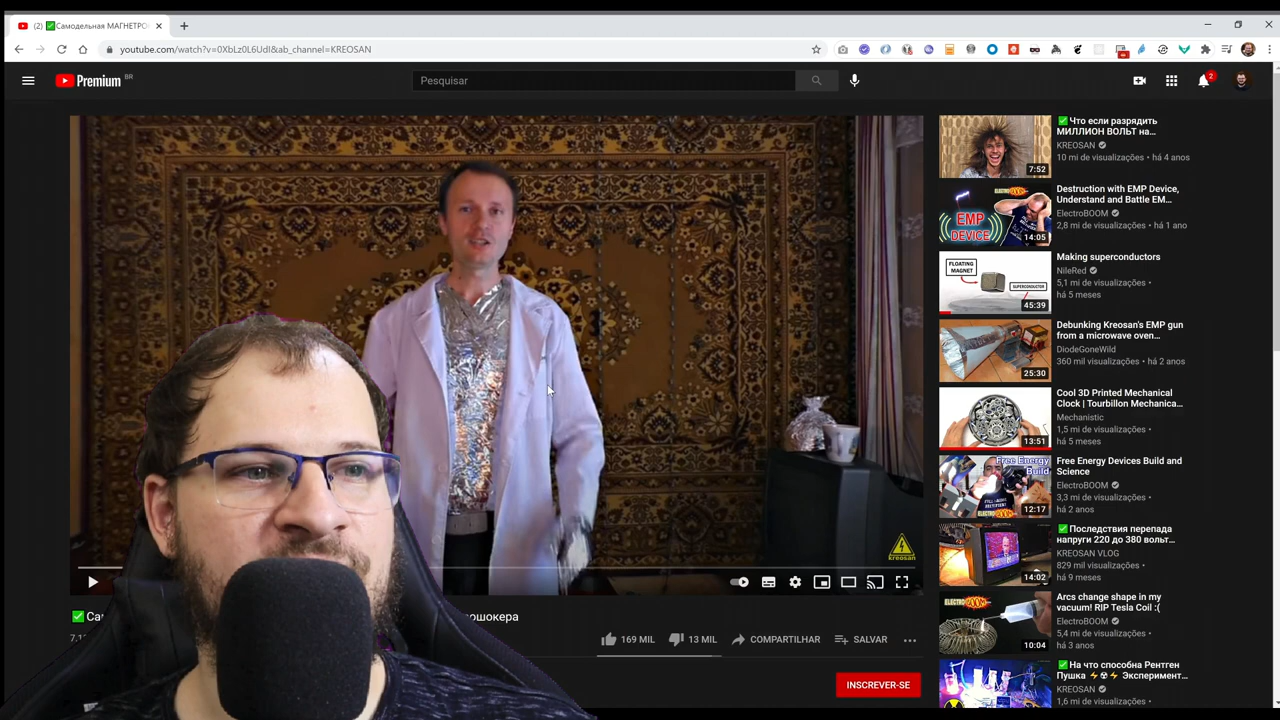 (2) ✅Самодельная МАГНЕТРО
youtube.com/watch?v=0XbLz0L6UdI&ab_channel=KREOSAN
Premium BR
Pesquisar
2
✅Что если разрядить
МИЛЛИОН ВОЛЬТ на...
KREOSAN
10 mi de visualizações • há 4 anos
7:52
Destruction with EMP Device,
Understand and Battle EM...
ElectroBOOM
2,8 mi de visualizações • há 1 ano
EMP
DEVICE
14:05
Making superconductors
NileRed
5,1 mi de visualizações •
há 5 meses
FLOATING
MAGNET
SUPERCONDUCTOR
45:39
Debunking Kreosan's EMP gun
from a microwave oven...
DiodeGoneWild
360 mil visualizações • há 2 anos
25:30
Cool 3D Printed Mechanical
Clock | Tourbillon Mechanica...
Mechanistic
1,5 mi de visualizações •
há 5 meses
13:51
Free Energy Devices Build and
Science
ElectroBOOM
3,3 mi de visualizações •
há 2 anos
Free Energy
Build
12:17
✅Последствия перепада
напруги 220 до 380 вольт...
KREOSAN VLOG
829 mil visualizações •
há 9 meses
14:02
Arcs change shape in my
vacuum! RIP Tesla Coil :(
ElectroBOOM
5,4 mi de visualizações •
há 3 anos
10:04
✅На что способна Рентген
Пушка ⚡☢⚡ Эксперимент...
KREOSAN
1,6 mi de visualizações •
kreosan
✅Са
ошокера
169 MIL
13 MIL
COMPARTILHAR
SALVAR
INSCREVER-SE